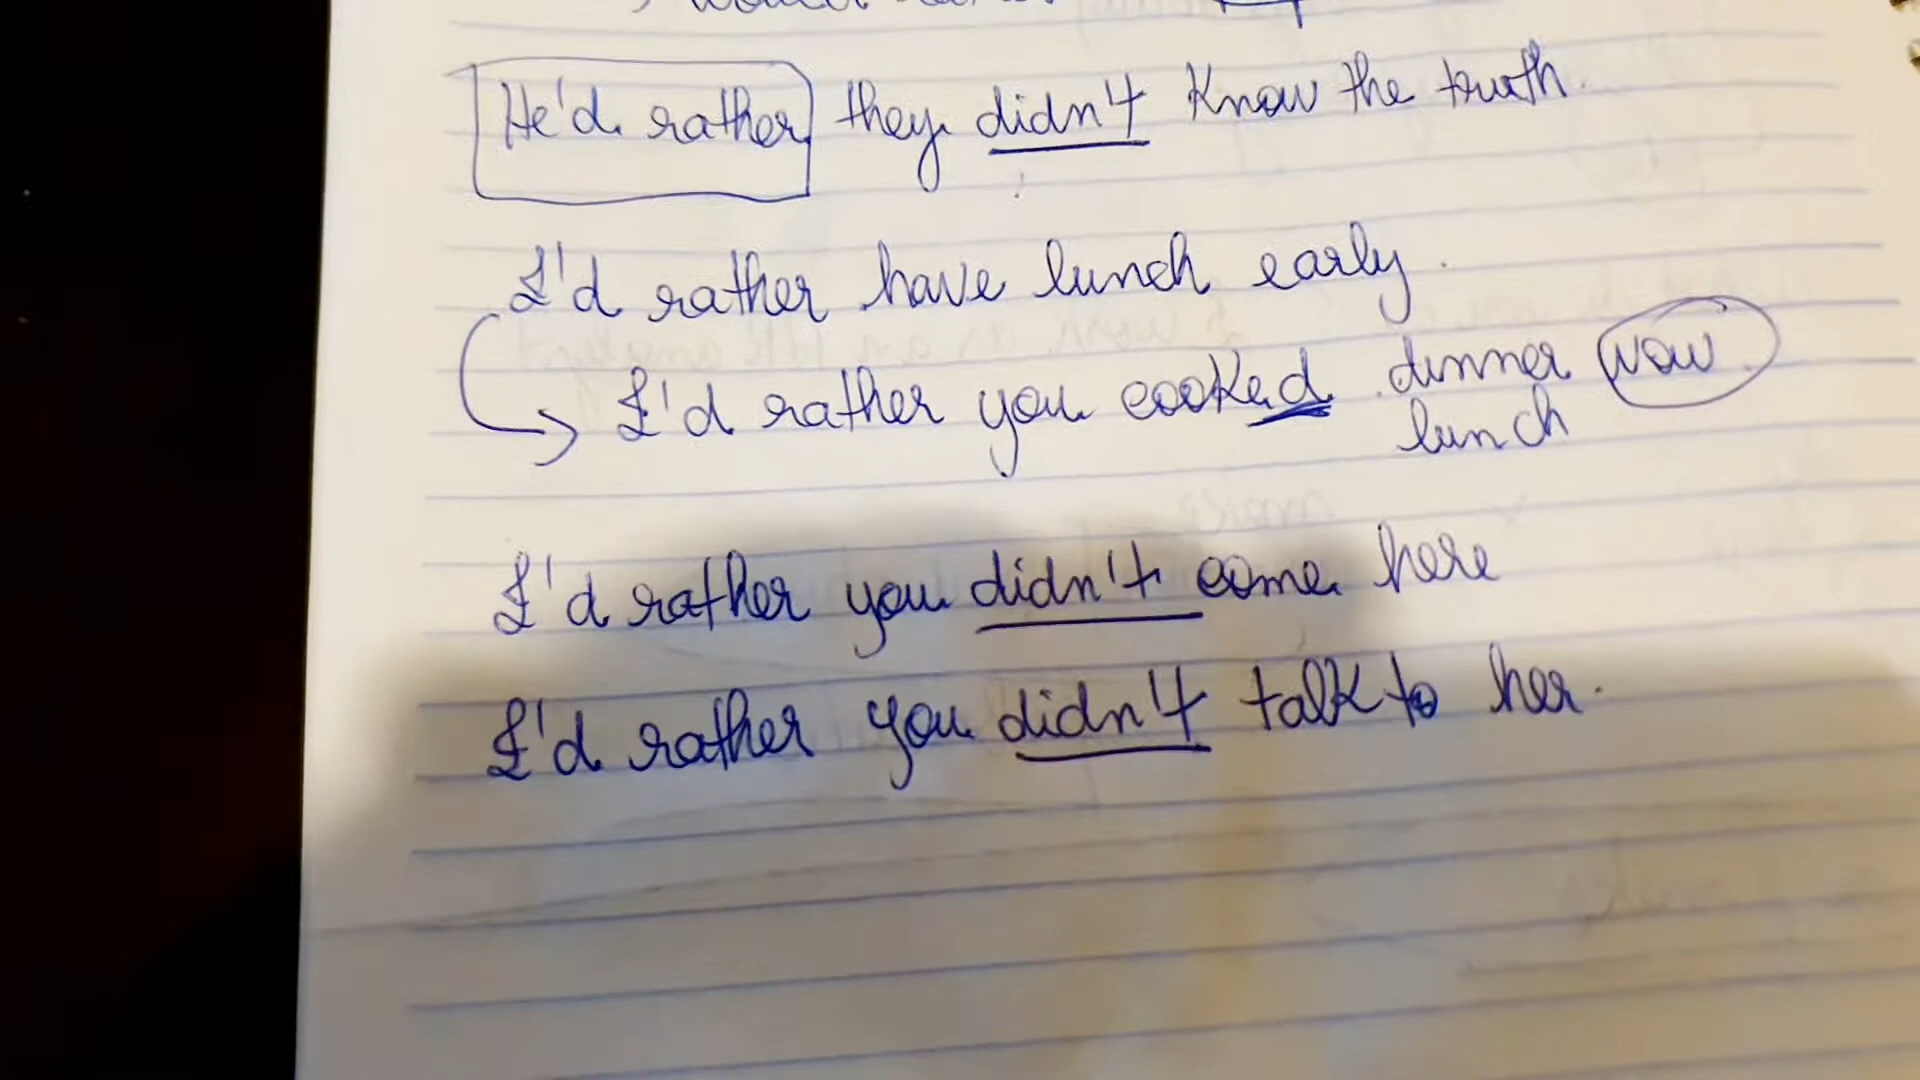 He'd rather they didn't know the truth.
I'd rather have lunch early.
I'd rather you cooked dinner now
lunch
I'd rather you didn't come here
I'd rather you didn't talk to her.